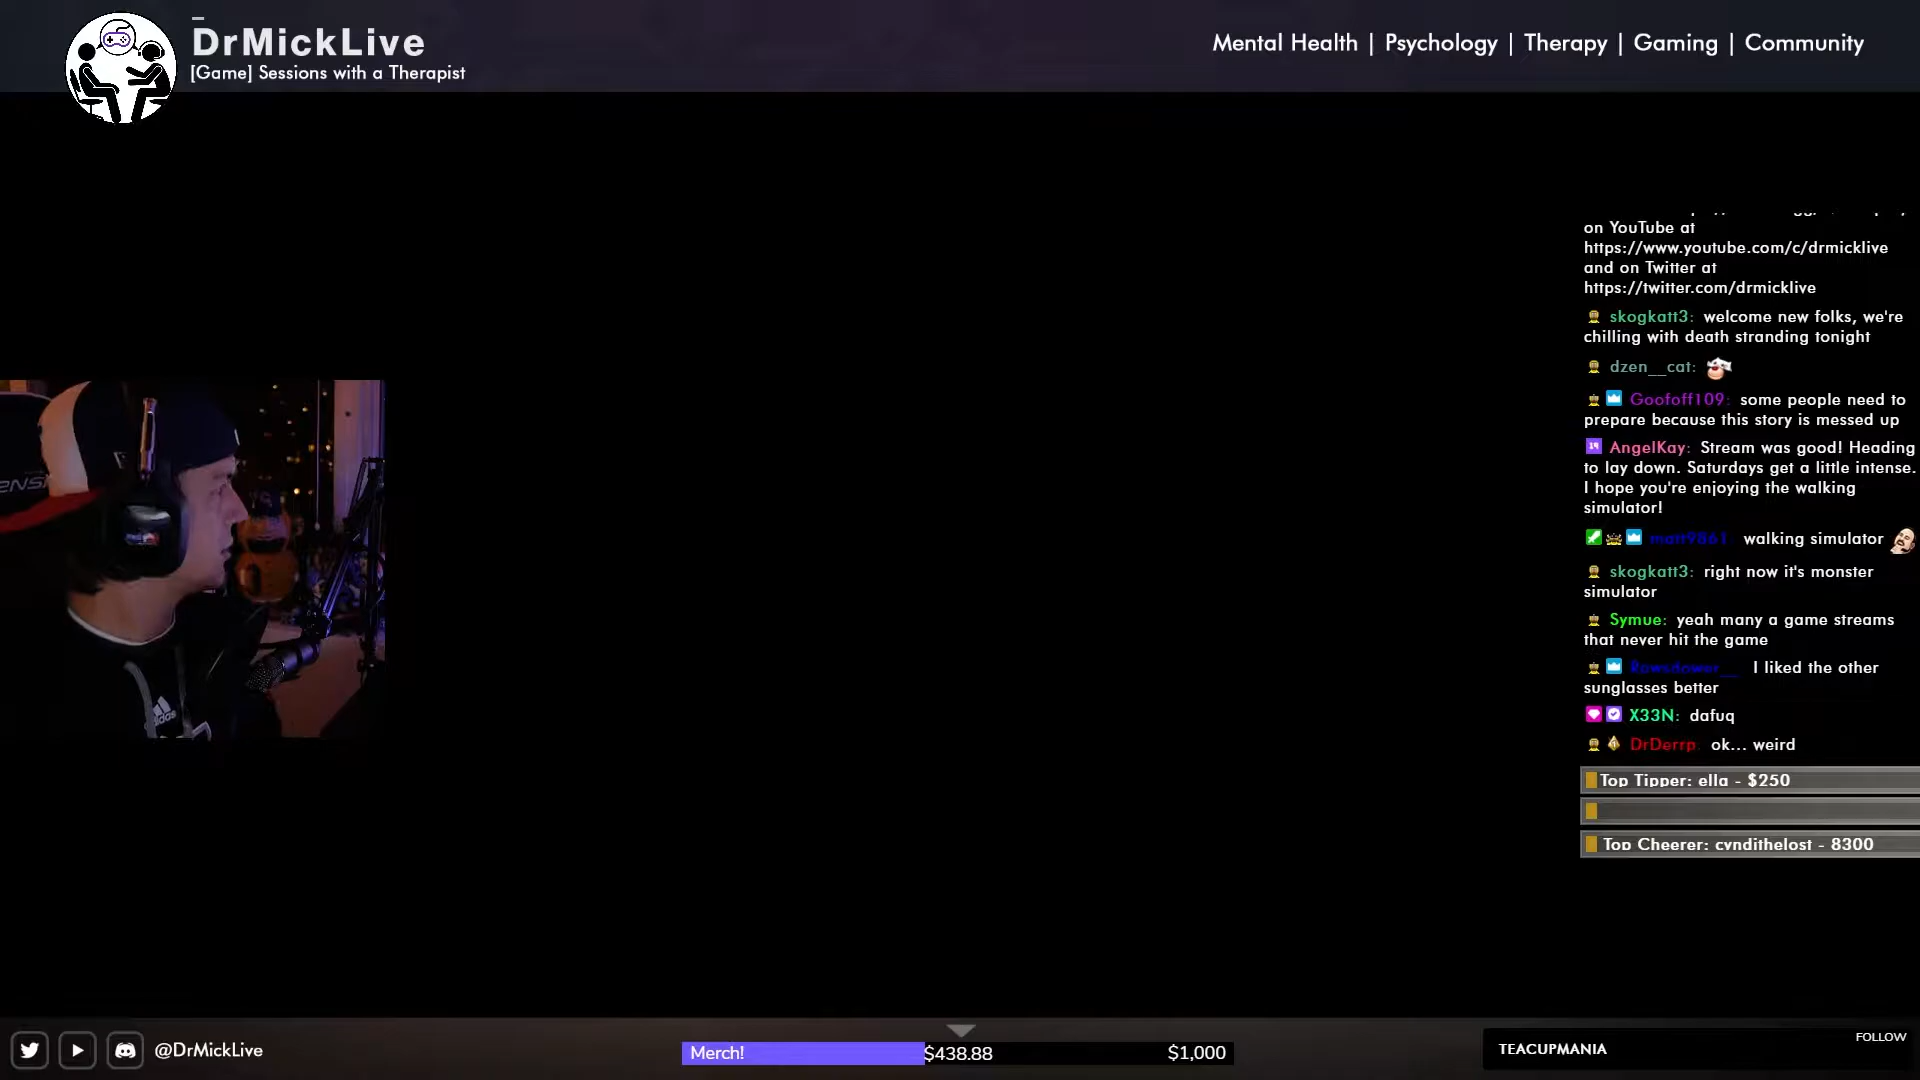 DrMickLive
[Game] Sessions with a Therapist
Mental Health | Psychology | Therapy | Gaming | Community
on YouTube at
https://www.youtube.com/c/drmicklive
and on Twitter at
https://twitter.com/drmicklive
skogkatt3: welcome new folks, we're
chilling with death stranding tonight
dzen__cat:
Goofoff109: some people need to
prepare because this story is messed up
19 AngelKay: Stream was good! Heading
to lay down. Saturdays get a little intense.
I hope you're enjoying the walking
simulator!
matt9861: walking simulator
skogkatt3: right now it's monster
simulator
Symue: yeah many a game streams
that never hit the game
Rowsdower__ I liked the other
sunglasses better
X33N: dafuq
DrDerrp: ok... weird
Top Tipper: ella - $250
Top Cheerer: cyndithelost - 8300
adidas
@DrMickLive
Merch! $438.88 $1,000
TEACUPMANIA
FOLLOW